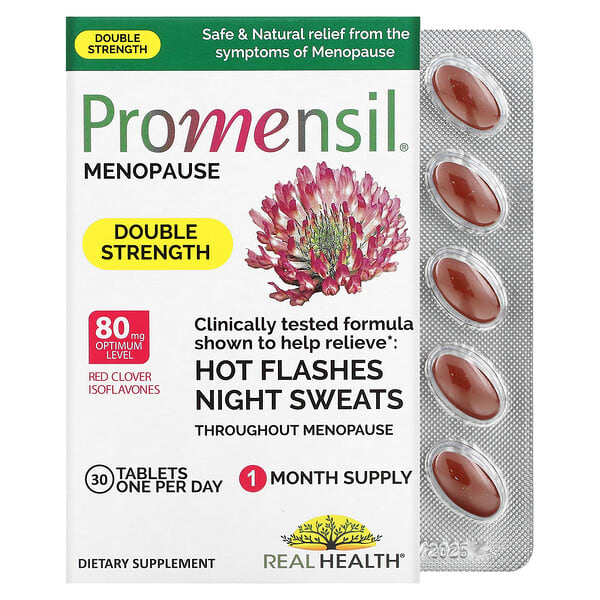 DOUBLE
STRENGTH
Safe & Natural relief from the
symptoms of Menopause
Promensil®
MENOPAUSE
DOUBLE
STRENGTH
80mg
OPTIMUM
LEVEL
RED CLOVER
ISOFLAVONES
Clinically tested formula
shown to help relieve*:
HOT FLASHES
NIGHT SWEATS
THROUGHOUT MENOPAUSE
30 TABLETS
ONE PER DAY
1 MONTH SUPPLY
DIETARY SUPPLEMENT
REAL HEALTH®
2025